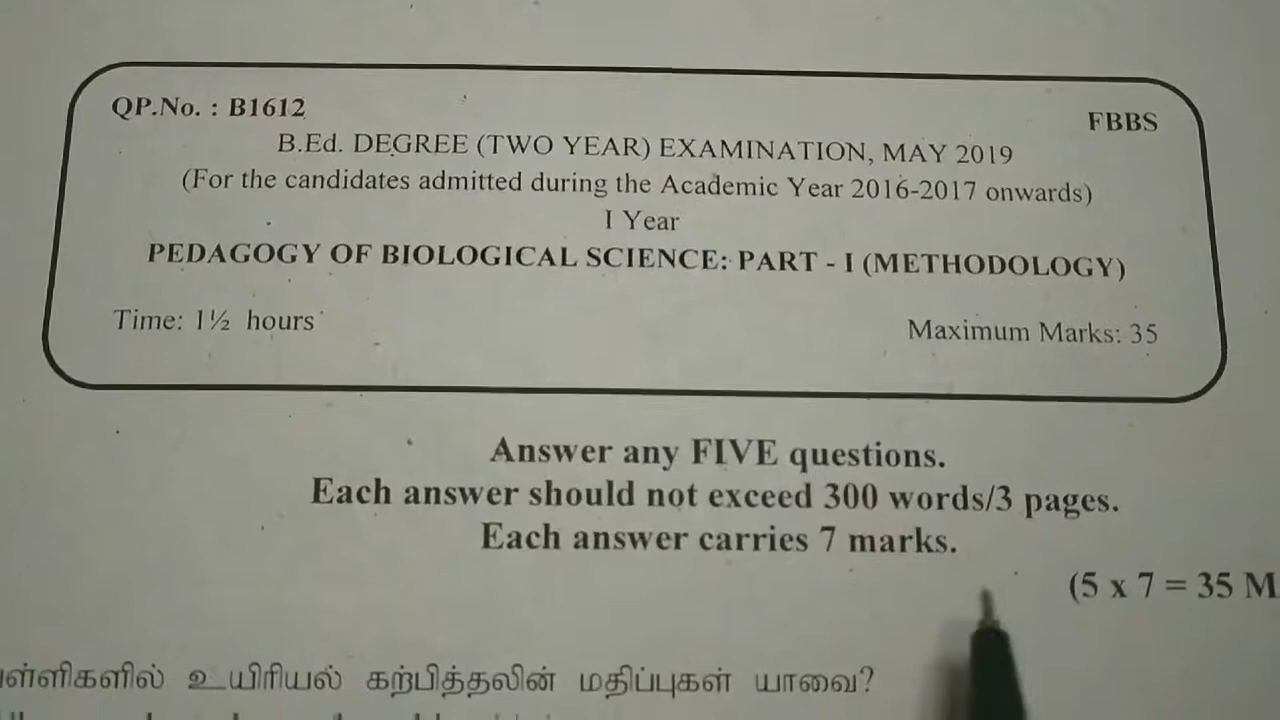 QP.No. : B1612
FBBS
B.Ed. DEGREE (TWO YEAR) EXAMINATION, MAY 2019
(For the candidates admitted during the Academic Year 2016-2017 onwards)
I Year
PEDAGOGY OF BIOLOGICAL SCIENCE: PART - I (METHODOLOGY)
Time: 1½ hours
Maximum Marks: 35
Answer any FIVE questions.
Each answer should not exceed 300 words/3 pages.
Each answer carries 7 marks.
(5 x 7 = 35 M
உயிரியல் கற்பித்தலின் மதிப்புகள் யாவை?